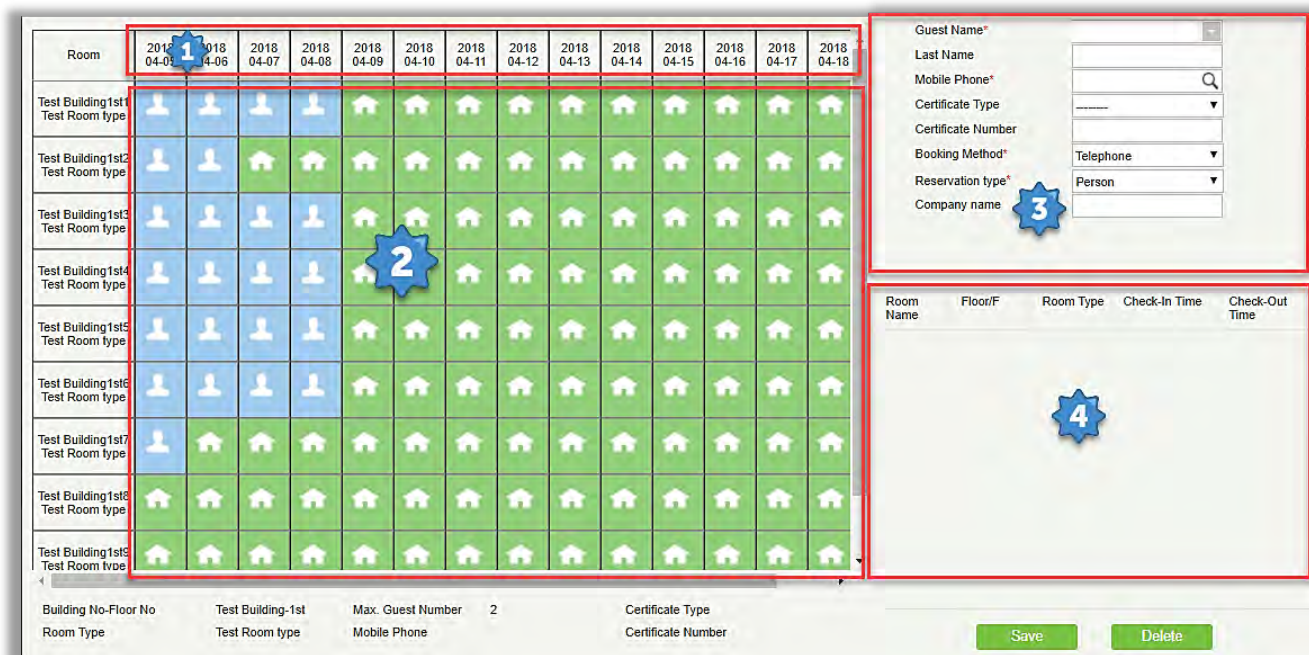 Room
2018 2018 2018 2018 2018 2018 2018 2018 2018 2018 2018 2018 2018
04-06 04-07 04-08 04-09 04-10 04-11 04-12 04-13 04-14 04-15 04-16 04-17 04-18
1
Test Building1st1
Test Room type
Test Building1st2
Test Room type
Test Building1st3
Test Room type
Test Building1st4
Test Room type
Test Building1st5
Test Room type
Test Building1st6
Test Room type
Test Building1st7
Test Room type
Test Building1st8
Test Room type
Test Building1st9
Test Room type
2
Building No-Floor No Test Building-1st Max. Guest Number 2 Certificate Type
Room Type Test Room type Mobile Phone Certificate Number
Guest Name*
Last Name
Mobile Phone*
Certificate Type --------
Certificate Number
Booking Method* Telephone
Reservation type* Person
Company name
3
Room Name Floor/F Room Type Check-In Time Check-Out Time
4
Save Delete